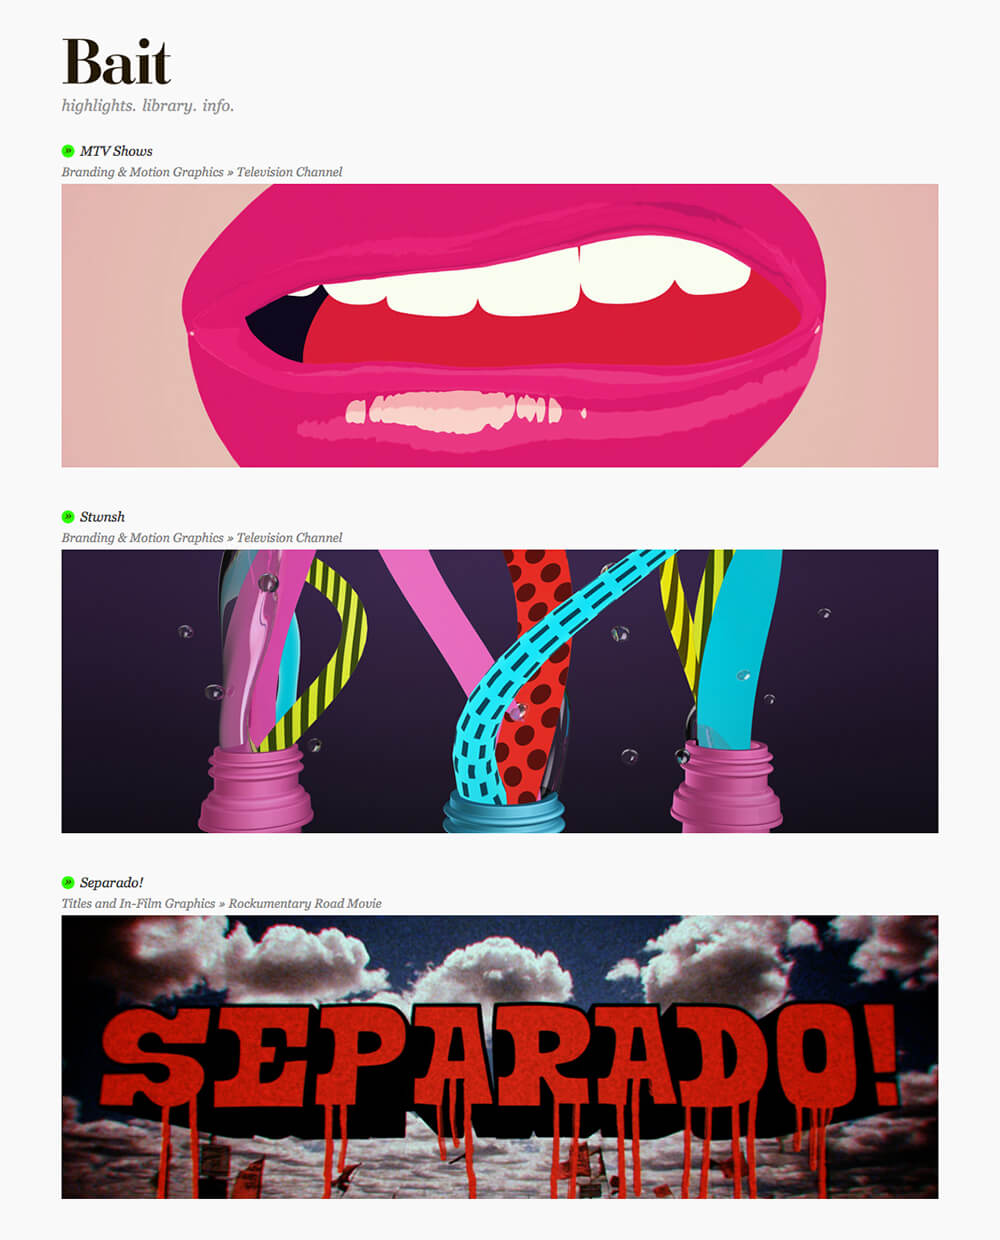 Bait
highlights. library. info.
» MTV Shows
Branding & Motion Graphics » Television Channel
» Stwnsh
Branding & Motion Graphics » Television Channel
» Separado!
Titles and In-Film Graphics » Rockumentary Road Movie
SEPARADO!